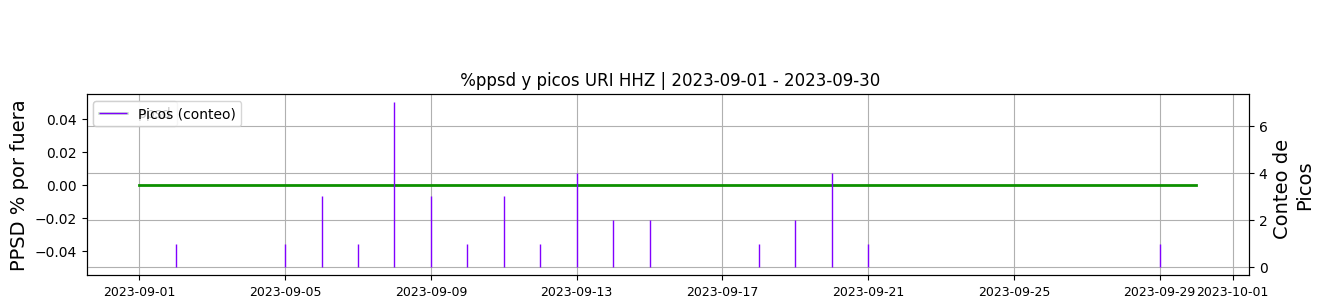 %ppsd y picos URI HHZ | 2023-09-01 - 2023-09-30
PPSD % por fuera
0.04
0.02
0.00
−0.02
−0.04
Picos (conteo)
6
4
2
0
Conteo de
Picos
2023-09-01 2023-09-05 2023-09-09 2023-09-13 2023-09-17 2023-09-21 2023-09-25 2023-09-29 2023-10-01